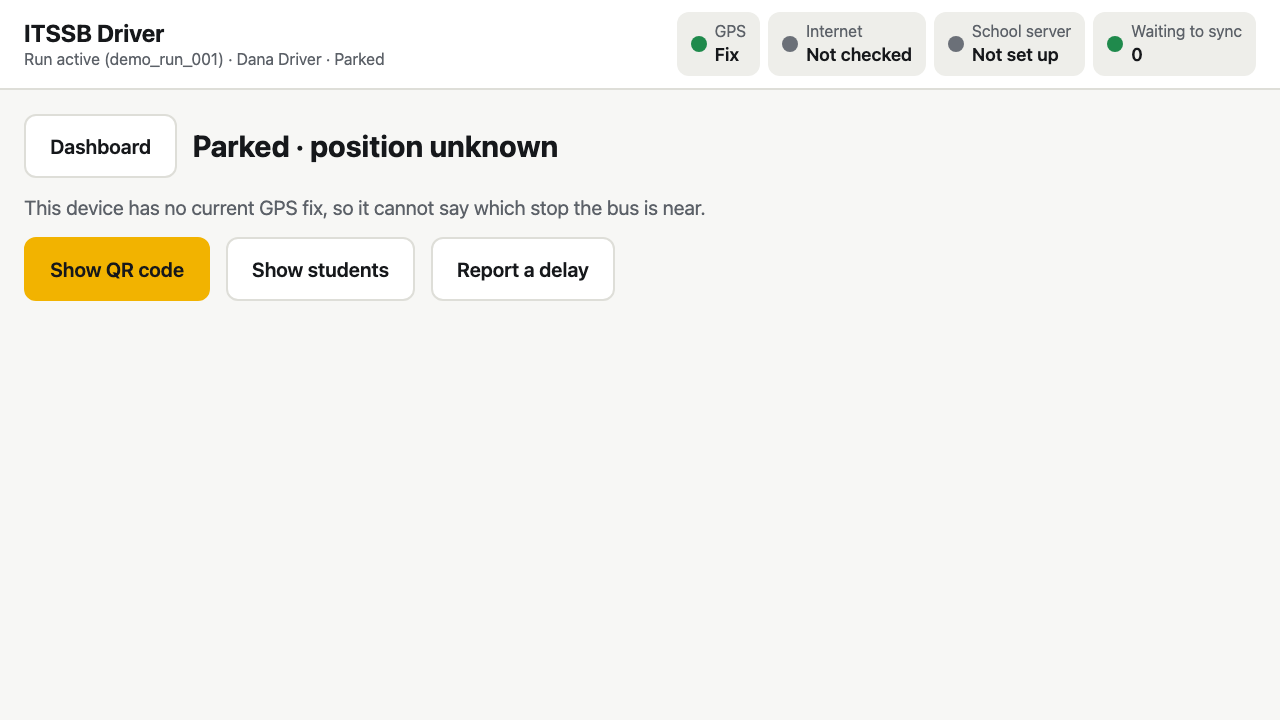 ITSSB Driver
Run active (demo_run_001) · Dana Driver · Parked
GPS
Fix
Internet
Not checked
School server
Not set up
Waiting to sync
0
Dashboard
Parked · position unknown
This device has no current GPS fix, so it cannot say which stop the bus is near.
Show QR code
Show students
Report a delay